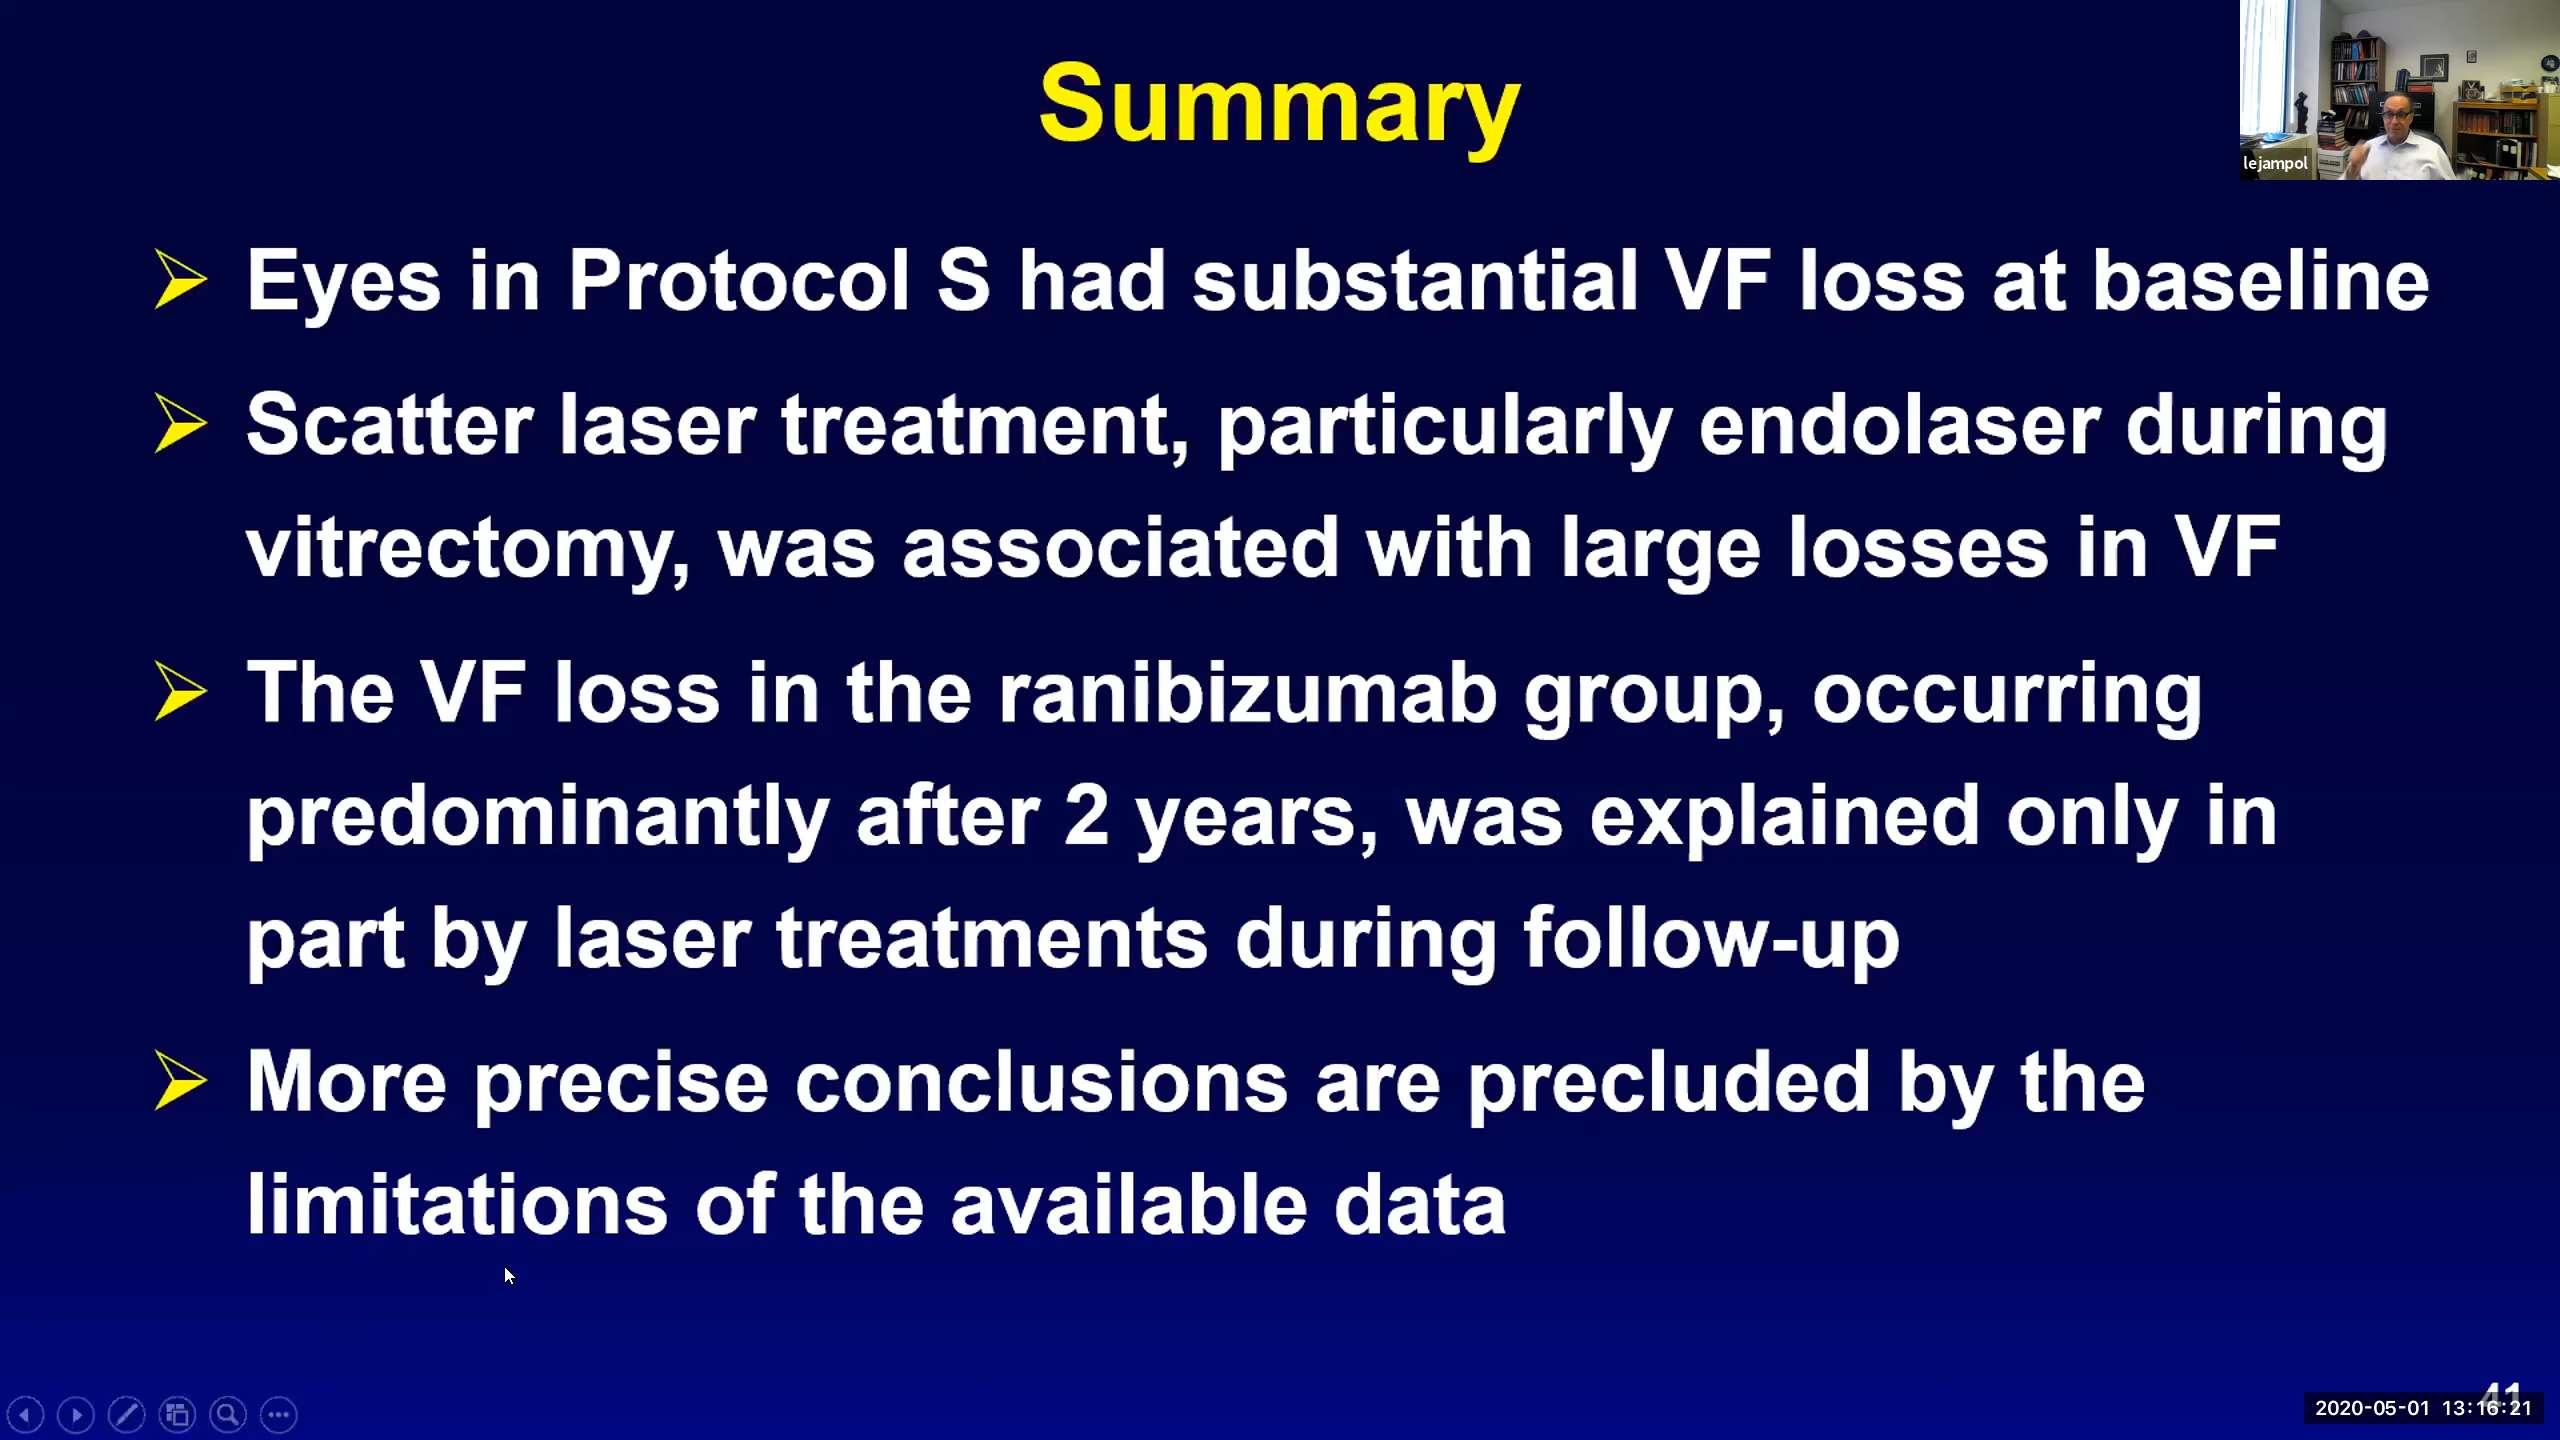 Summary
lejampol
Eyes in Protocol S had substantial VF loss at baseline
Scatter laser treatment, particularly endolaser during
vitrectomy, was associated with large losses in VF
The VF loss in the ranibizumab group, occurring
predominantly after 2 years, was explained only in
part by laser treatments during follow-up
More precise conclusions are precluded by the
limitations of the available data
41
2020-05-01 13:16:21